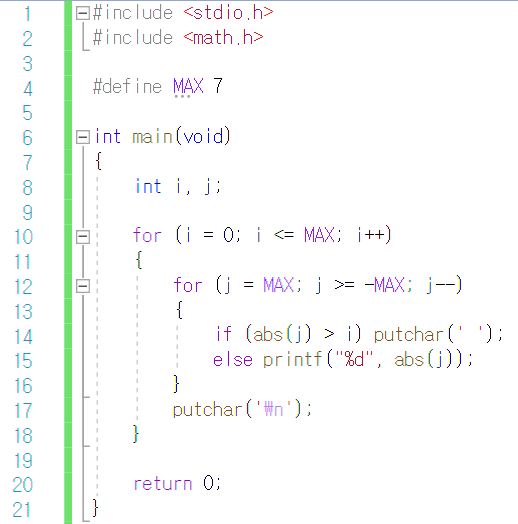 1 #include <stdio.h>
2 #include <math.h>
3
4 #define MAX 7
5
6 int main(void)
7 {
8 int i, j;
9
10 for (i = 0; i <= MAX; i++)
11 {
12 for (j = MAX; j >= -MAX; j--)
13 {
14 if (abs(j) > i) putchar(' ');
15 else printf("%d", abs(j));
16 }
17 putchar('₩n');
18 }
19
20 return 0;
21 }